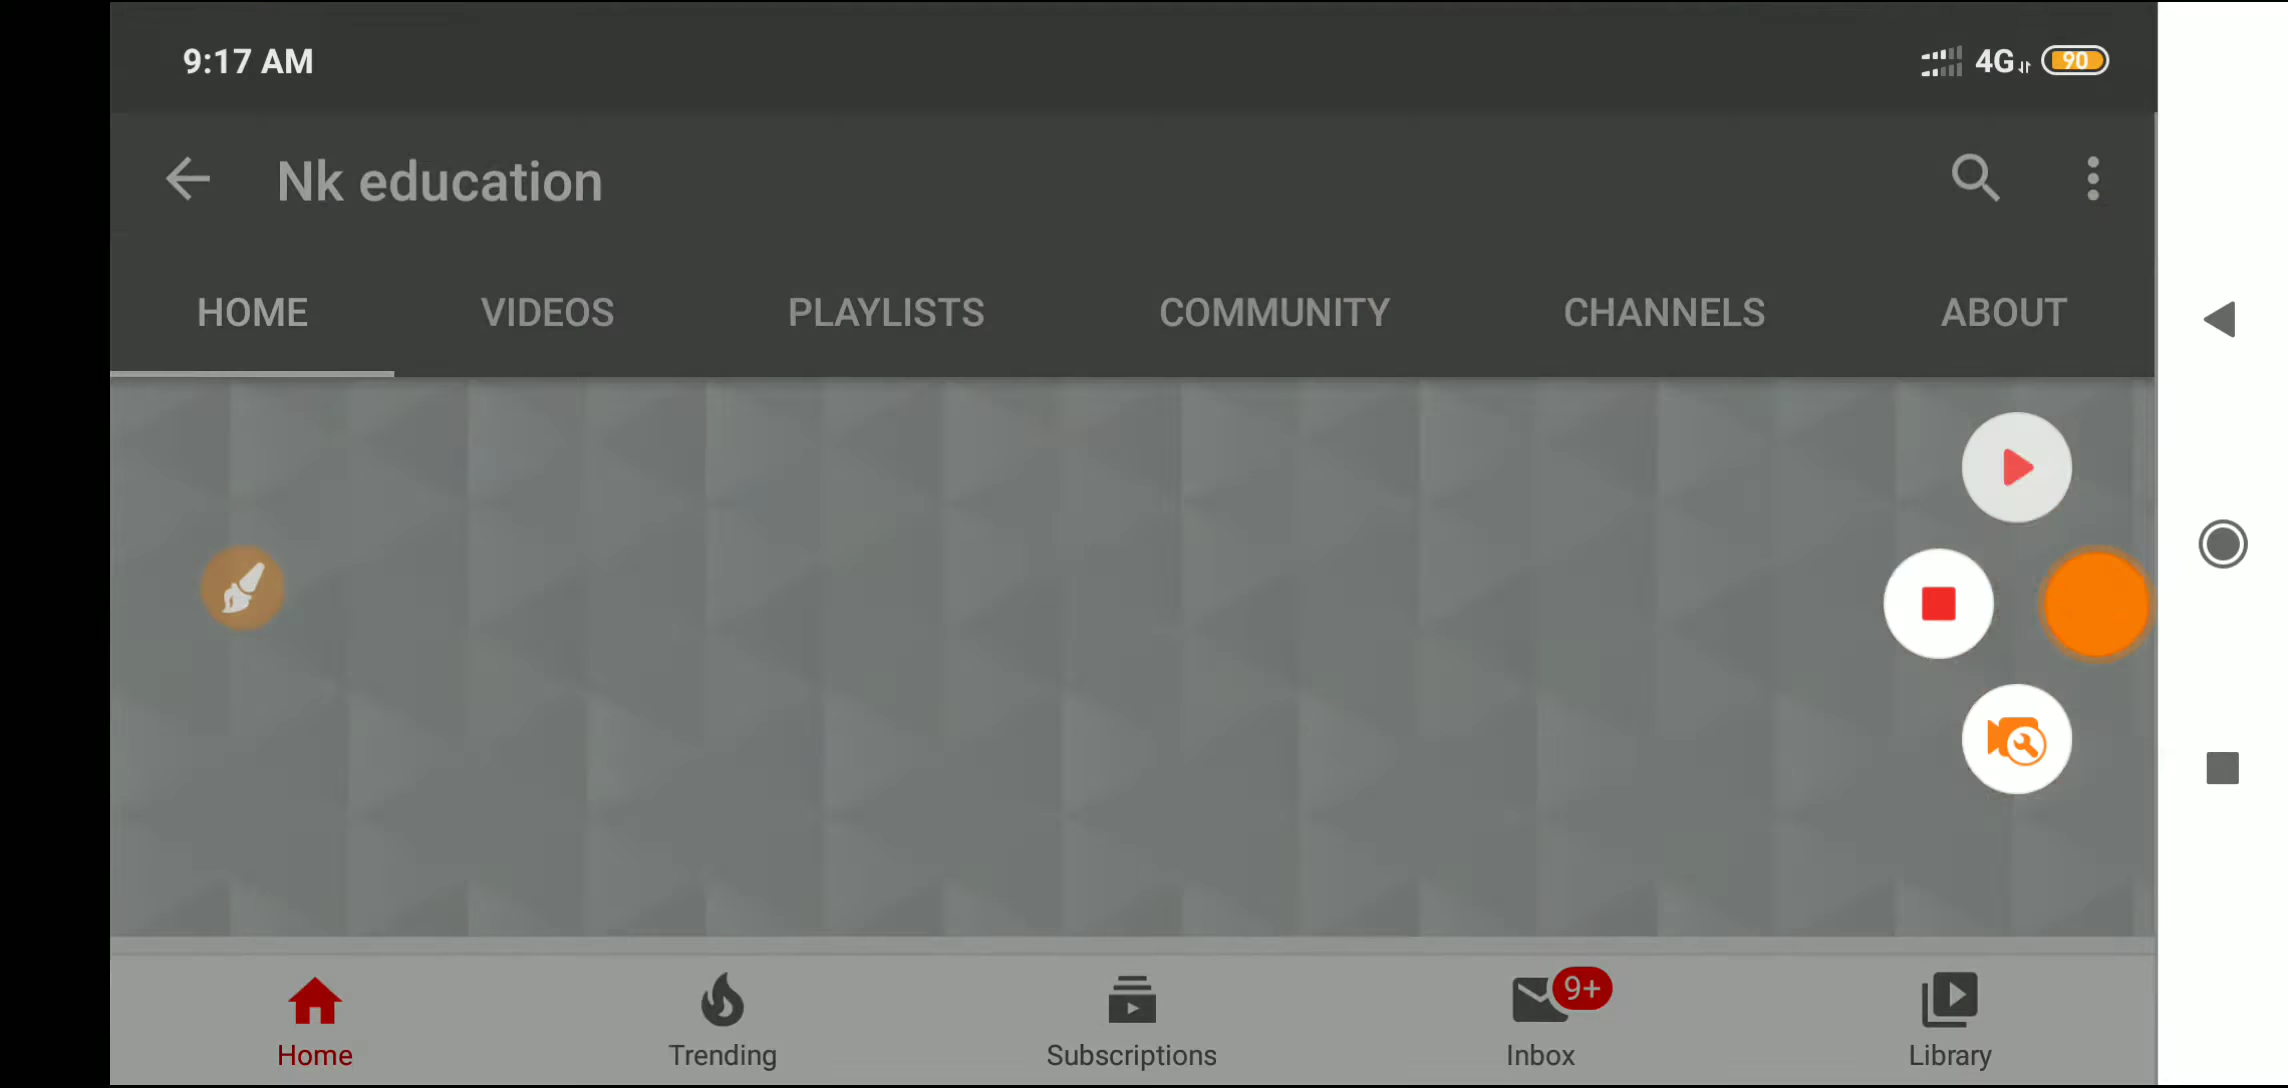 9:17 AM
4G 90
Nk education
HOME VIDEOS PLAYLISTS COMMUNITY CHANNELS ABOUT
9+
Home Trending Subscriptions Inbox Library